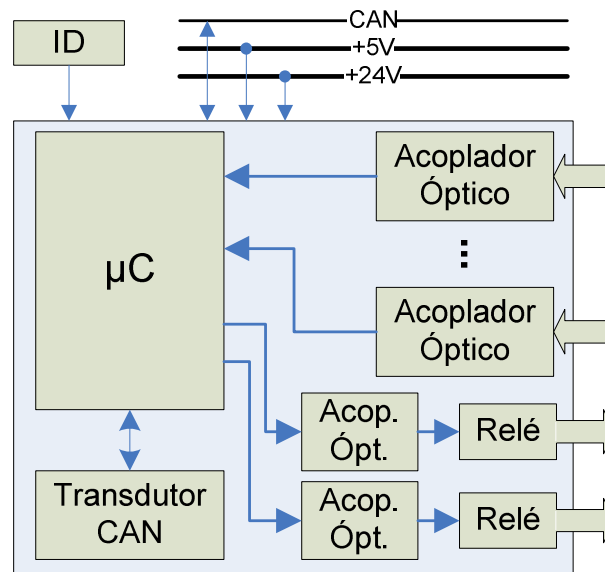 ID
CAN
+5V
+24V
µC
Acoplador
Óptico
...
Acoplador
Óptico
Acop.
Ópt.
Relé
Transdutor
CAN
Acop.
Ópt.
Relé